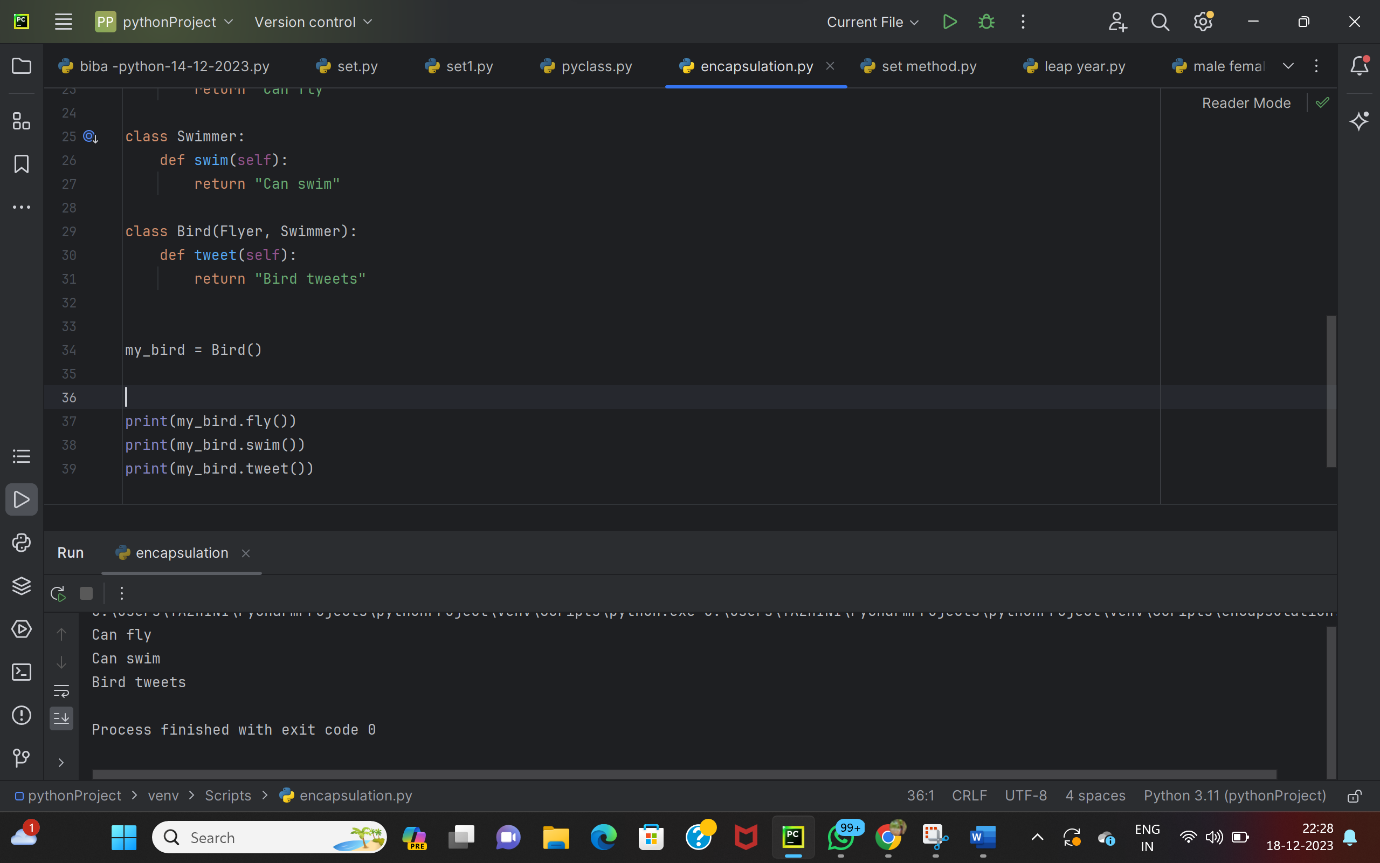 PP pythonProject Version control Current File
biba -python-14-12-2023.py set.py set1.py pyclass.py encapsulation.py set method.py leap year.py male femal
Reader Mode
23 return "Can fly"
24
25 class Swimmer:
26 def swim(self):
27 return "Can swim"
28
29 class Bird(Flyer, Swimmer):
30 def tweet(self):
31 return "Bird tweets"
32
33
34 my_bird = Bird()
35
36
37 print(my_bird.fly())
38 print(my_bird.swim())
39 print(my_bird.tweet())
Run encapsulation
Can fly
Can swim
Bird tweets
Process finished with exit code 0
pythonProject > venv > Scripts > encapsulation.py 36:1 CRLF UTF-8 4 spaces Python 3.11 (pythonProject)
1 Search PRE 99+ ENG 22:28
IN 18-12-2023